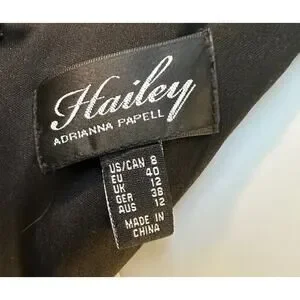 Hailey
ADRIANNA PAPELL
US/CAN 8
EU 40
UK 12
GER 38
AUS 12
MADE IN
CHINA